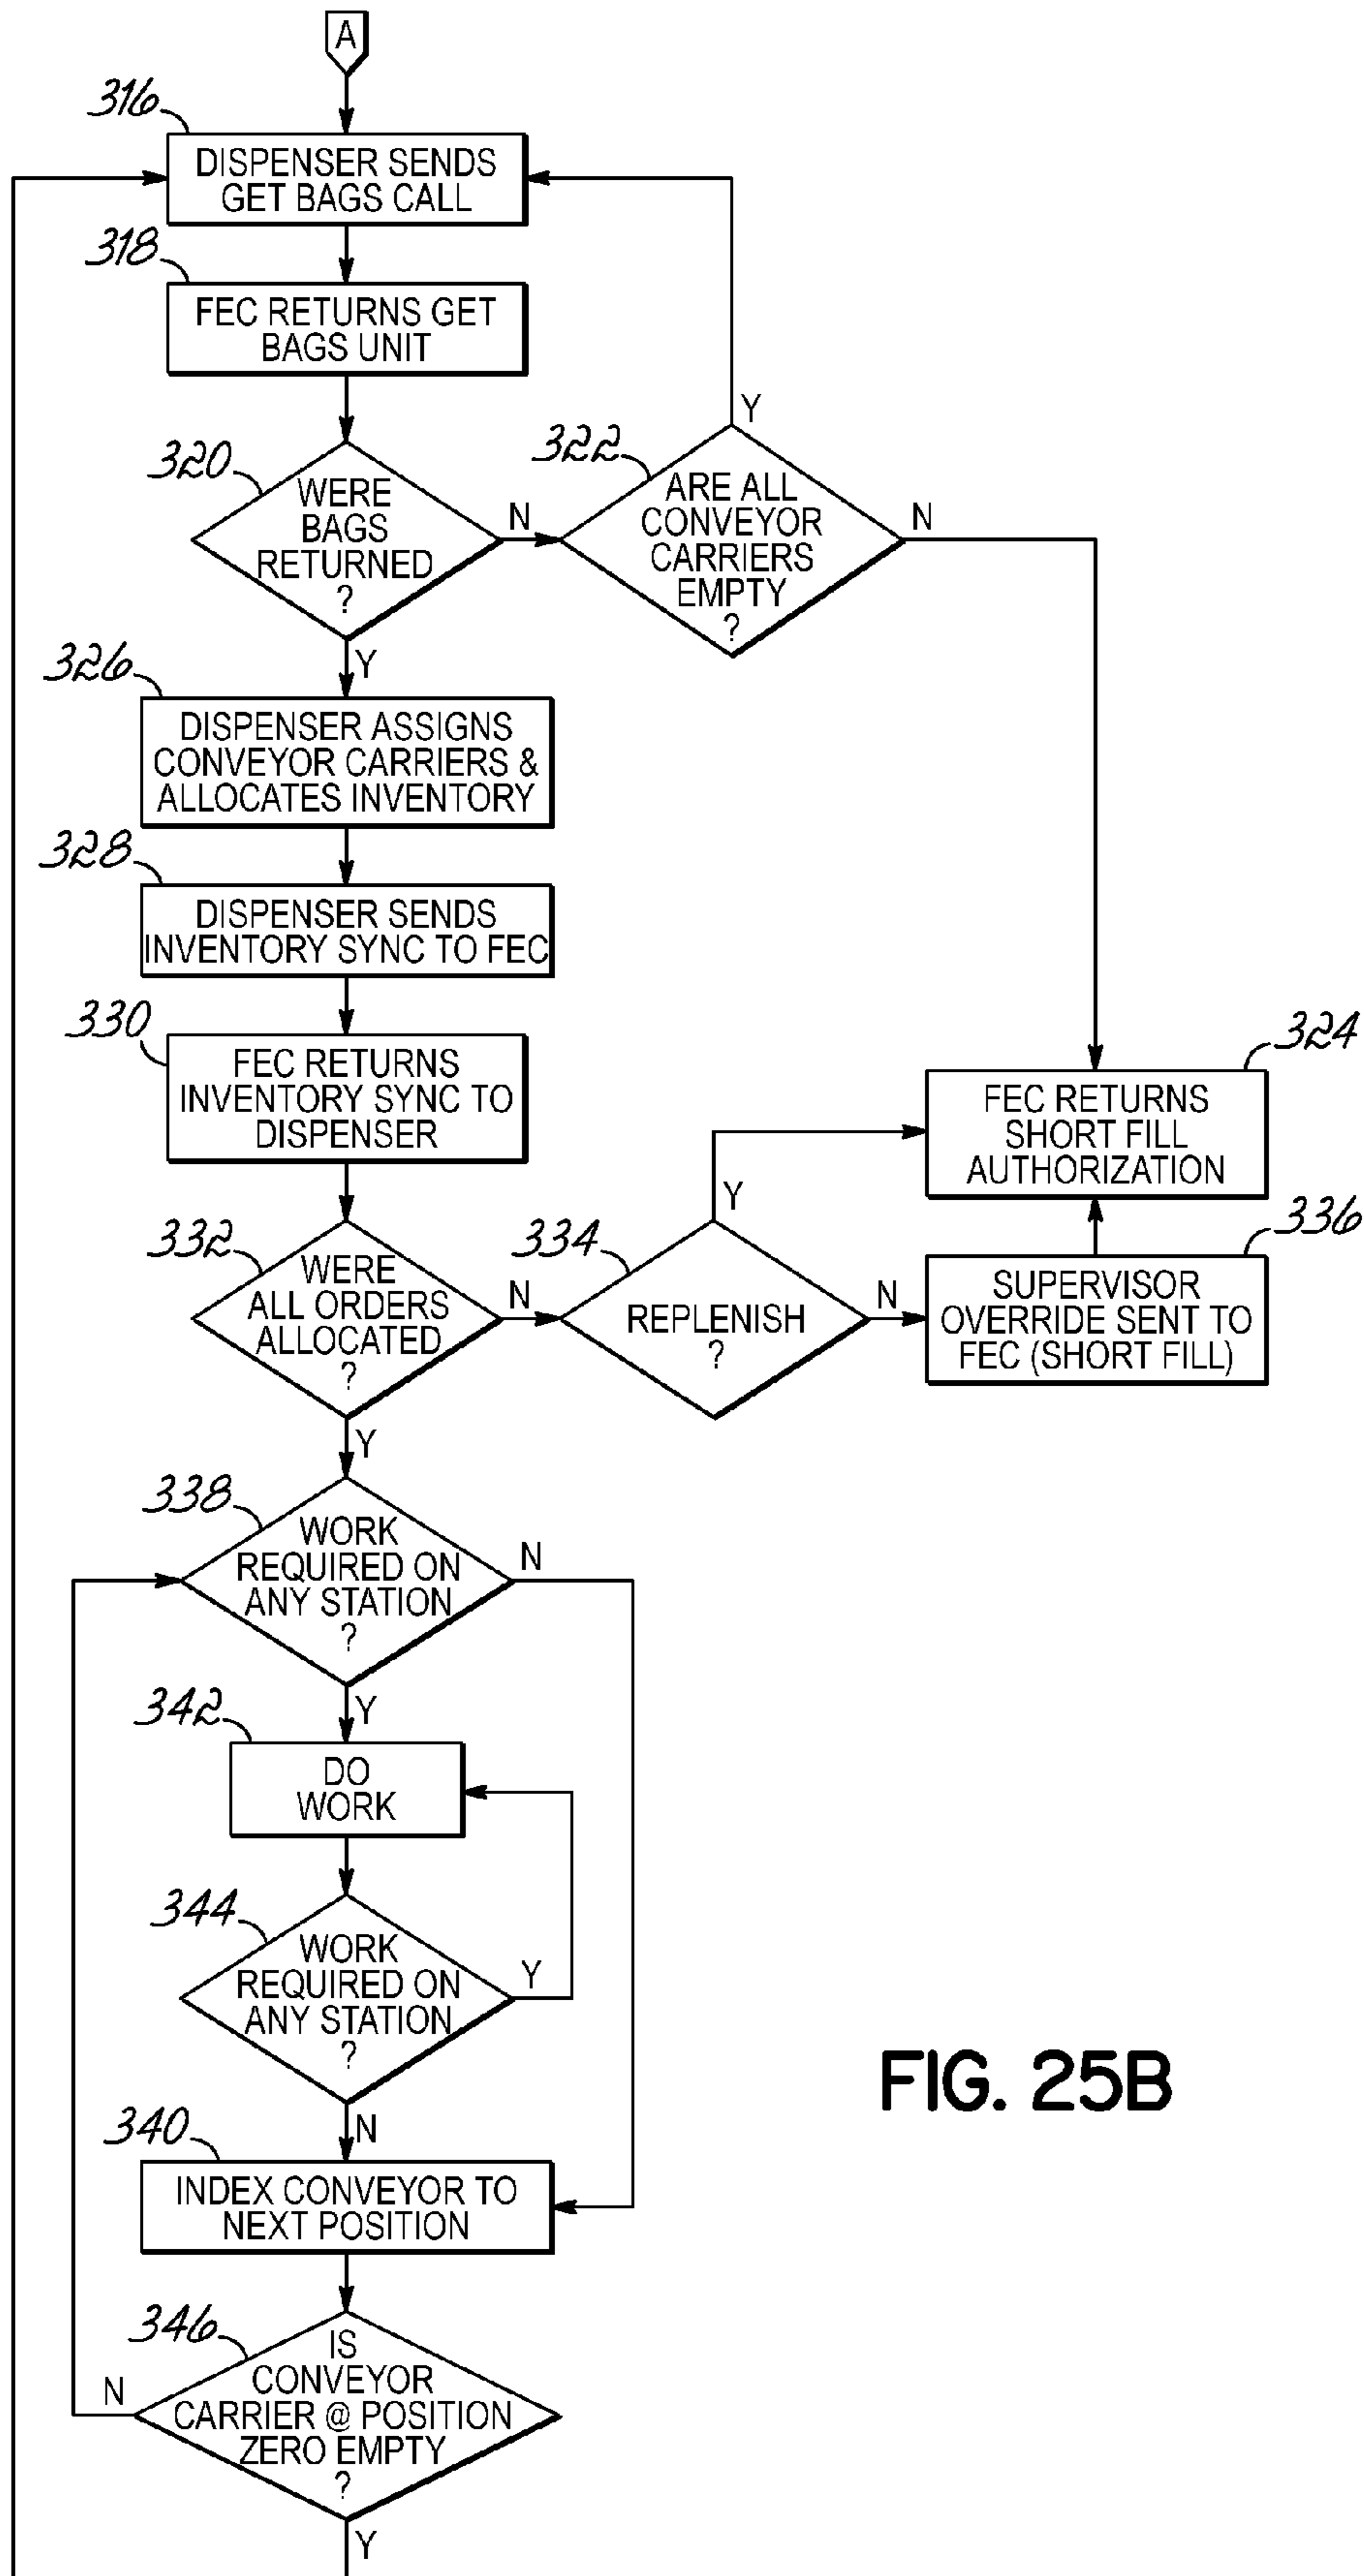 A
316
DISPENSER SENDS
GET BAGS CALL
318
FEC RETURNS GET
BAGS UNIT
320
WERE
BAGS
RETURNED
?
N
Y
322
ARE ALL
CONVEYOR
CARRIERS
EMPTY
?
Y
N
326
DISPENSER ASSIGNS
CONVEYOR CARRIERS &
ALLOCATES INVENTORY
328
DISPENSER SENDS
INVENTORY SYNC TO FEC
330
FEC RETURNS
INVENTORY SYNC TO
DISPENSER
324
FEC RETURNS
SHORT FILL
AUTHORIZATION
332
WERE
ALL ORDERS
ALLOCATED
?
N
Y
334
REPLENISH
?
Y
N
336
SUPERVISOR
OVERRIDE SENT TO
FEC (SHORT FILL)
338
WORK
REQUIRED ON
ANY STATION
?
N
Y
342
DO
WORK
344
WORK
REQUIRED ON
ANY STATION
?
Y
N
340
INDEX CONVEYOR TO
NEXT POSITION
346
IS
CONVEYOR
CARRIER @ POSITION
ZERO EMPTY
?
N
Y
FIG. 25B